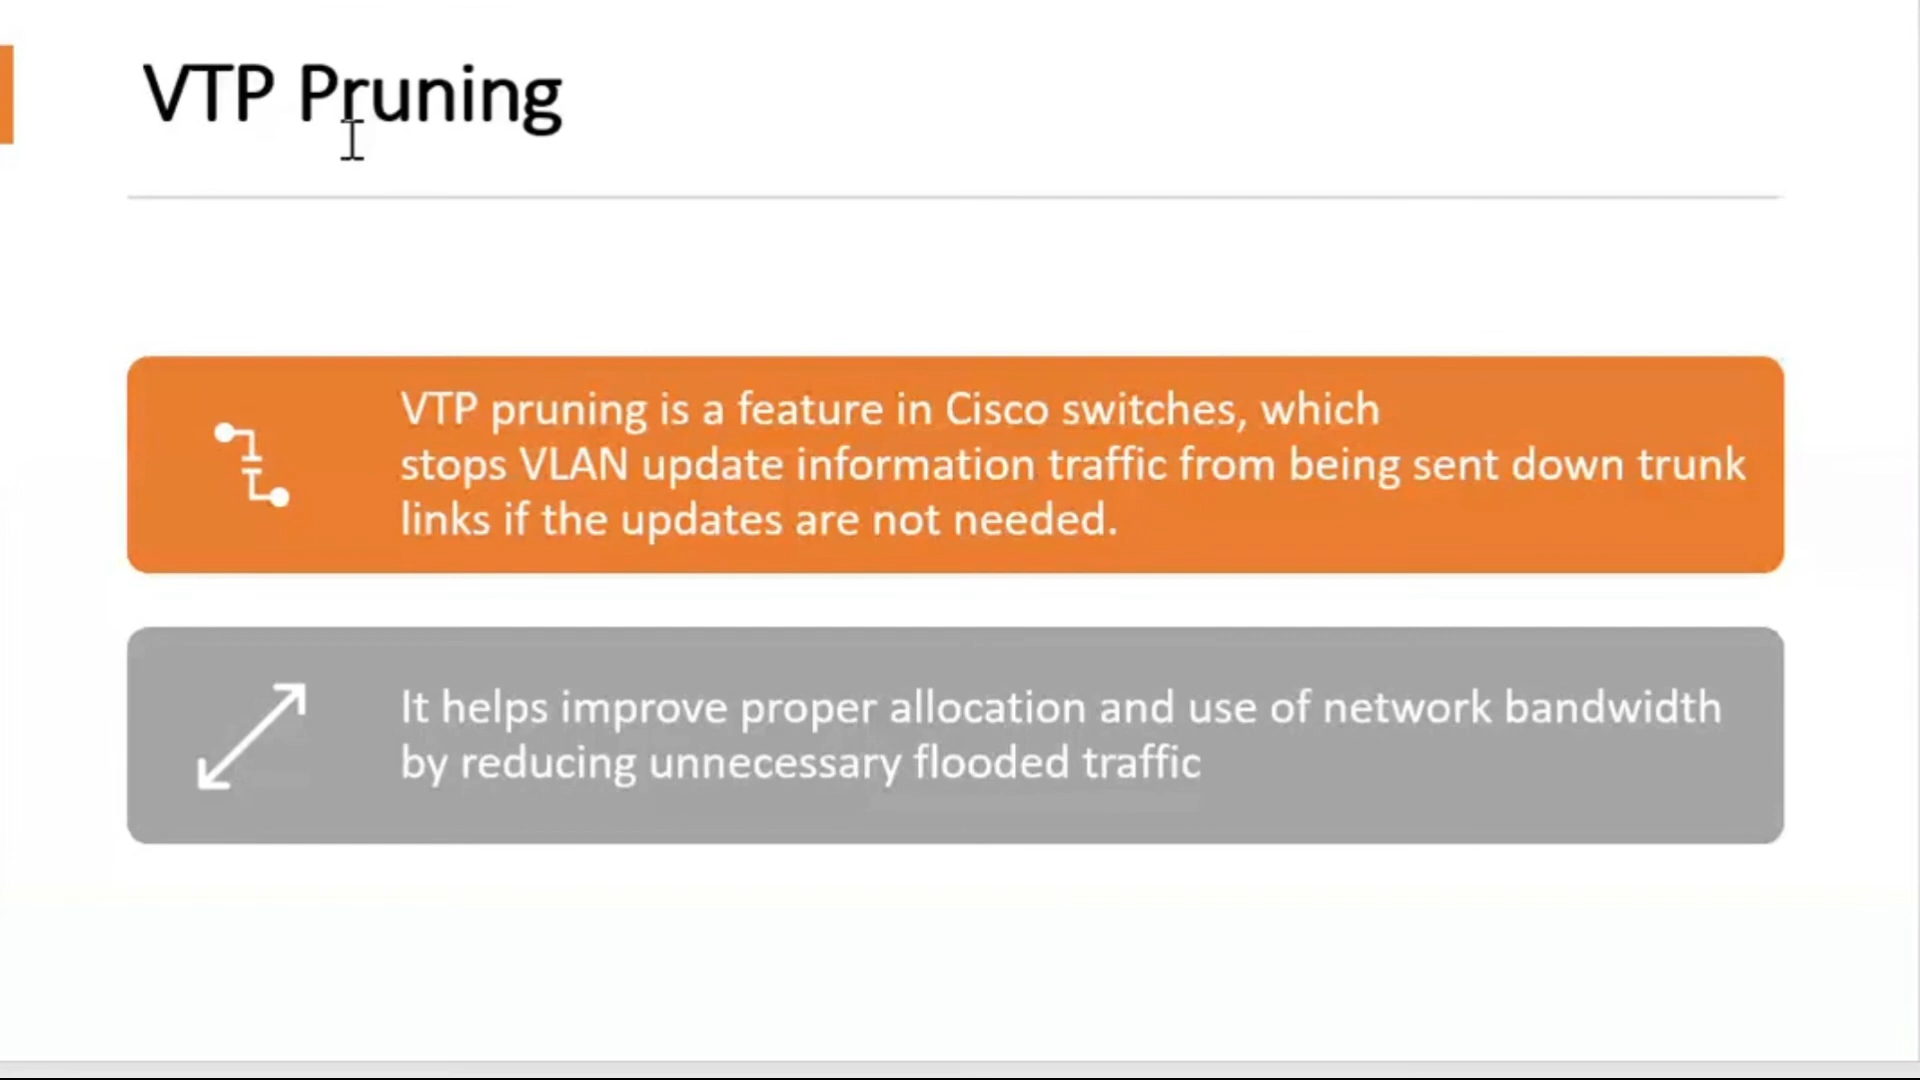 VTP Pruning
VTP pruning is a feature in Cisco switches, which
stops VLAN update information traffic from being sent down trunk
links if the updates are not needed.
It helps improve proper allocation and use of network bandwidth
by reducing unnecessary flooded traffic